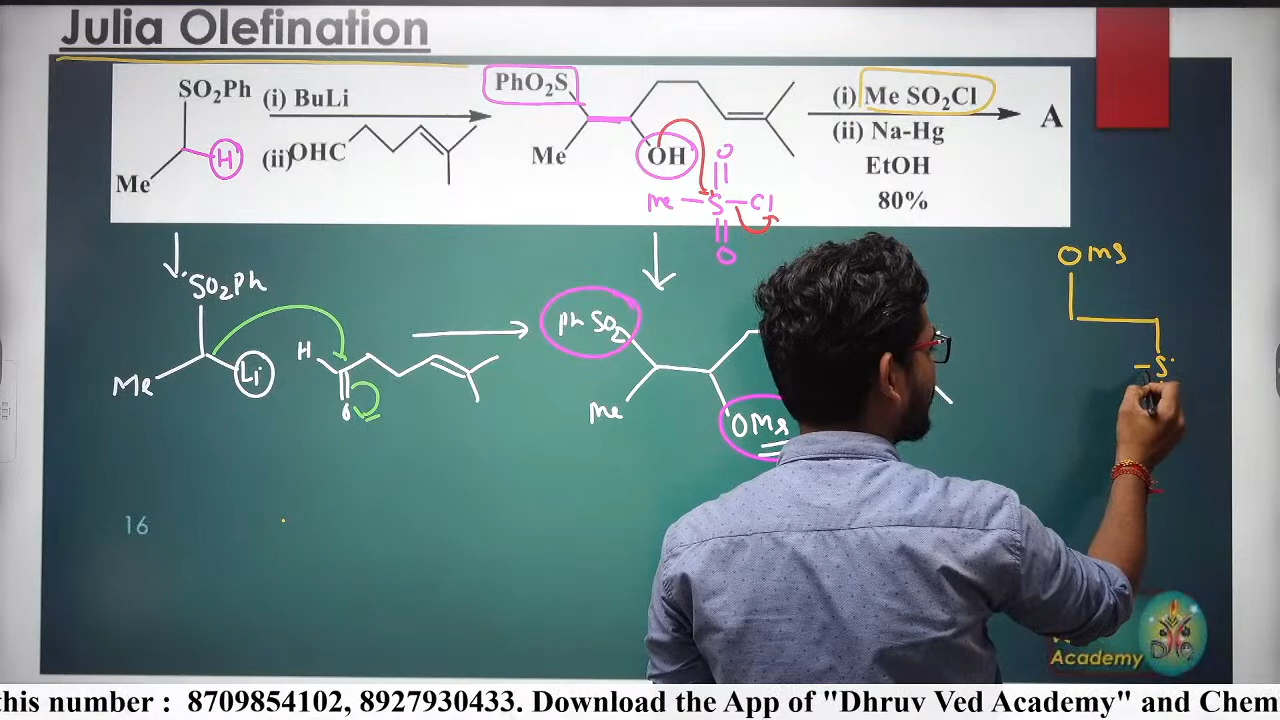 Julia Olefination
SO₂Ph
(i) BuLi
H
(ii) OHC
Me
PhO₂S
Me
OH
(i) Me SO₂Cl
(ii) Na-Hg
EtOH
80%
A
O
Me — S — Cl
O
SO₂Ph
Me
Li
H
O
Ph SO₂
Me
OMs
OMs
16
Academy
this number : 8709854102, 8927930433. Download the App of "Dhruv Ved Academy" and Chem